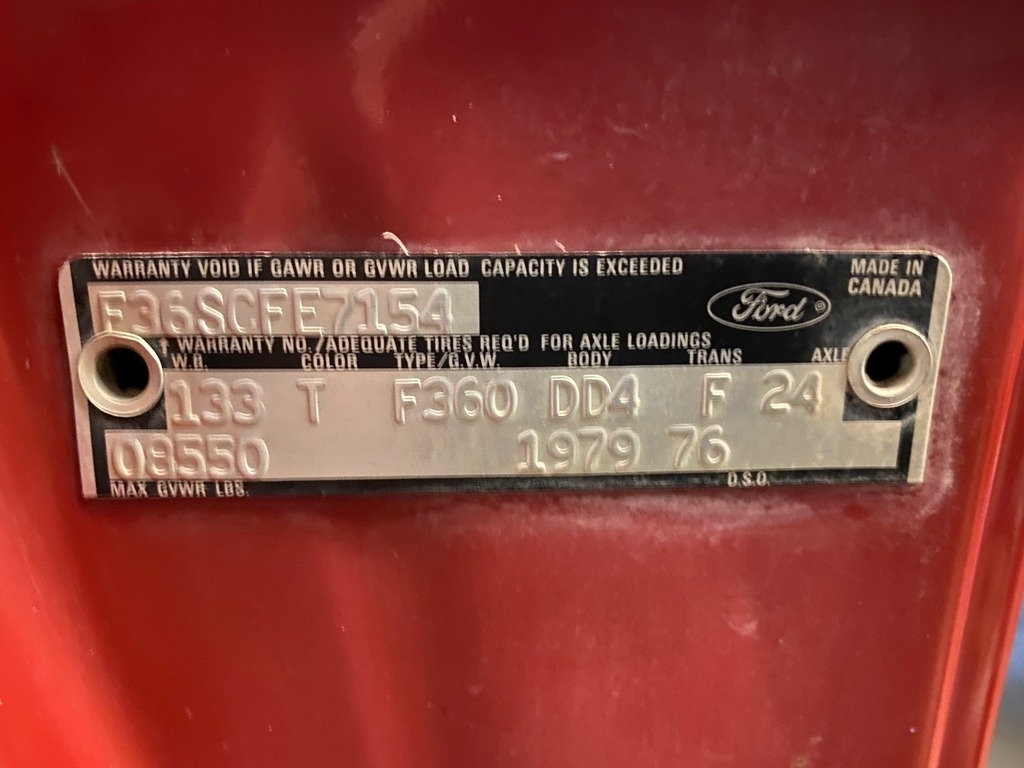 WARRANTY VOID IF GAWR OR GVWR LOAD CAPACITY IS EXCEEDED
MADE IN
CANADA
F36SCFE7154
Ford ®
↑ WARRANTY NO./ADEQUATE TIRES REQ'D FOR AXLE LOADINGS
W.B. COLOR TYPE/G.V.W. BODY TRANS AXLE
133 T F360 DD4 F 24
08550 1979 76
MAX GVWR LBS. D.S.O.